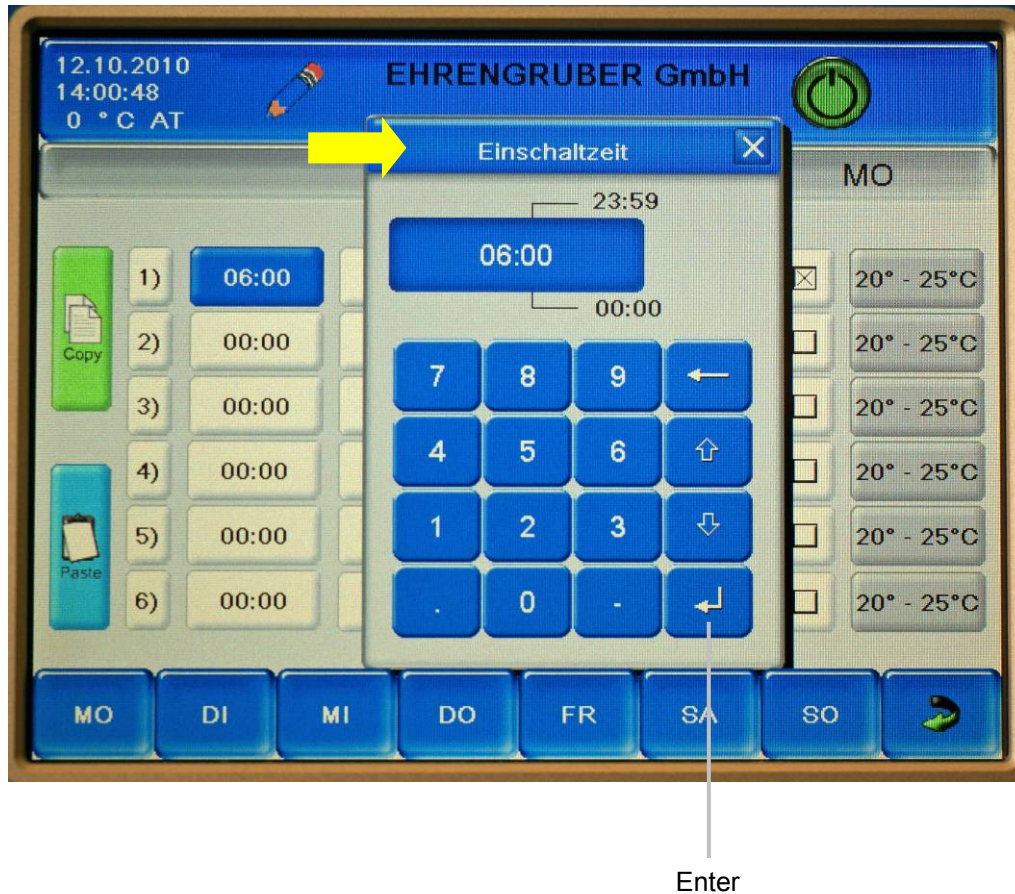 12.10.2010
14:00:48
0 °C AT
EHRENGRUBER GmbH
Einschaltzeit
MO
23:59
06:00
00:00
Copy
Paste
1) 06:00 20° - 25°C
2) 00:00 20° - 25°C
3) 00:00 20° - 25°C
4) 00:00 20° - 25°C
5) 00:00 20° - 25°C
6) 00:00 20° - 25°C
7 8 9
4 5 6
1 2 3
. 0 -
MO DI MI DO FR SA SO
Enter